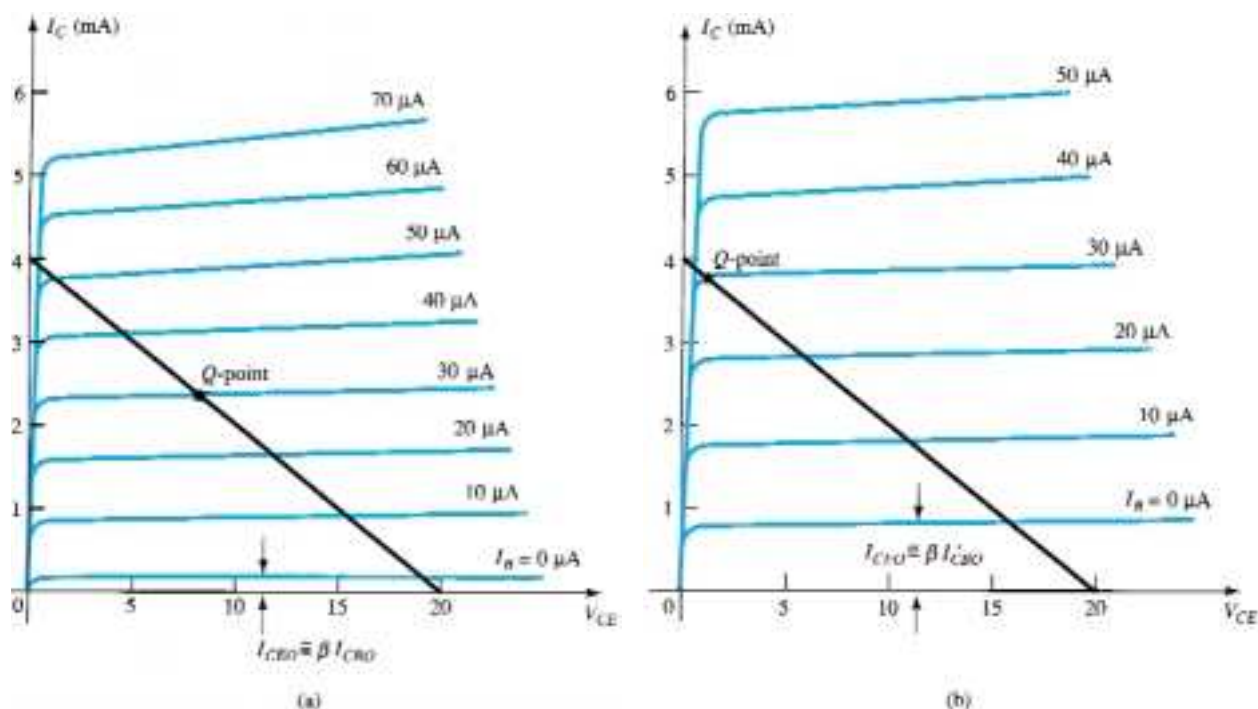 I_C (mA)
6
5
4
3
2
1
0
70 µA
60 µA
50 µA
40 µA
30 µA
20 µA
10 µA
I_B = 0 µA
Q-point
5
10
15
20
V_CE
I_CEO ≅ β I_CBO
(a)
I_C (mA)
6
5
4
3
2
1
0
50 µA
40 µA
30 µA
20 µA
10 µA
I_B = 0 µA
Q-point
I_CEO ≅ β I_CBO
5
10
15
20
V_CE
(b)